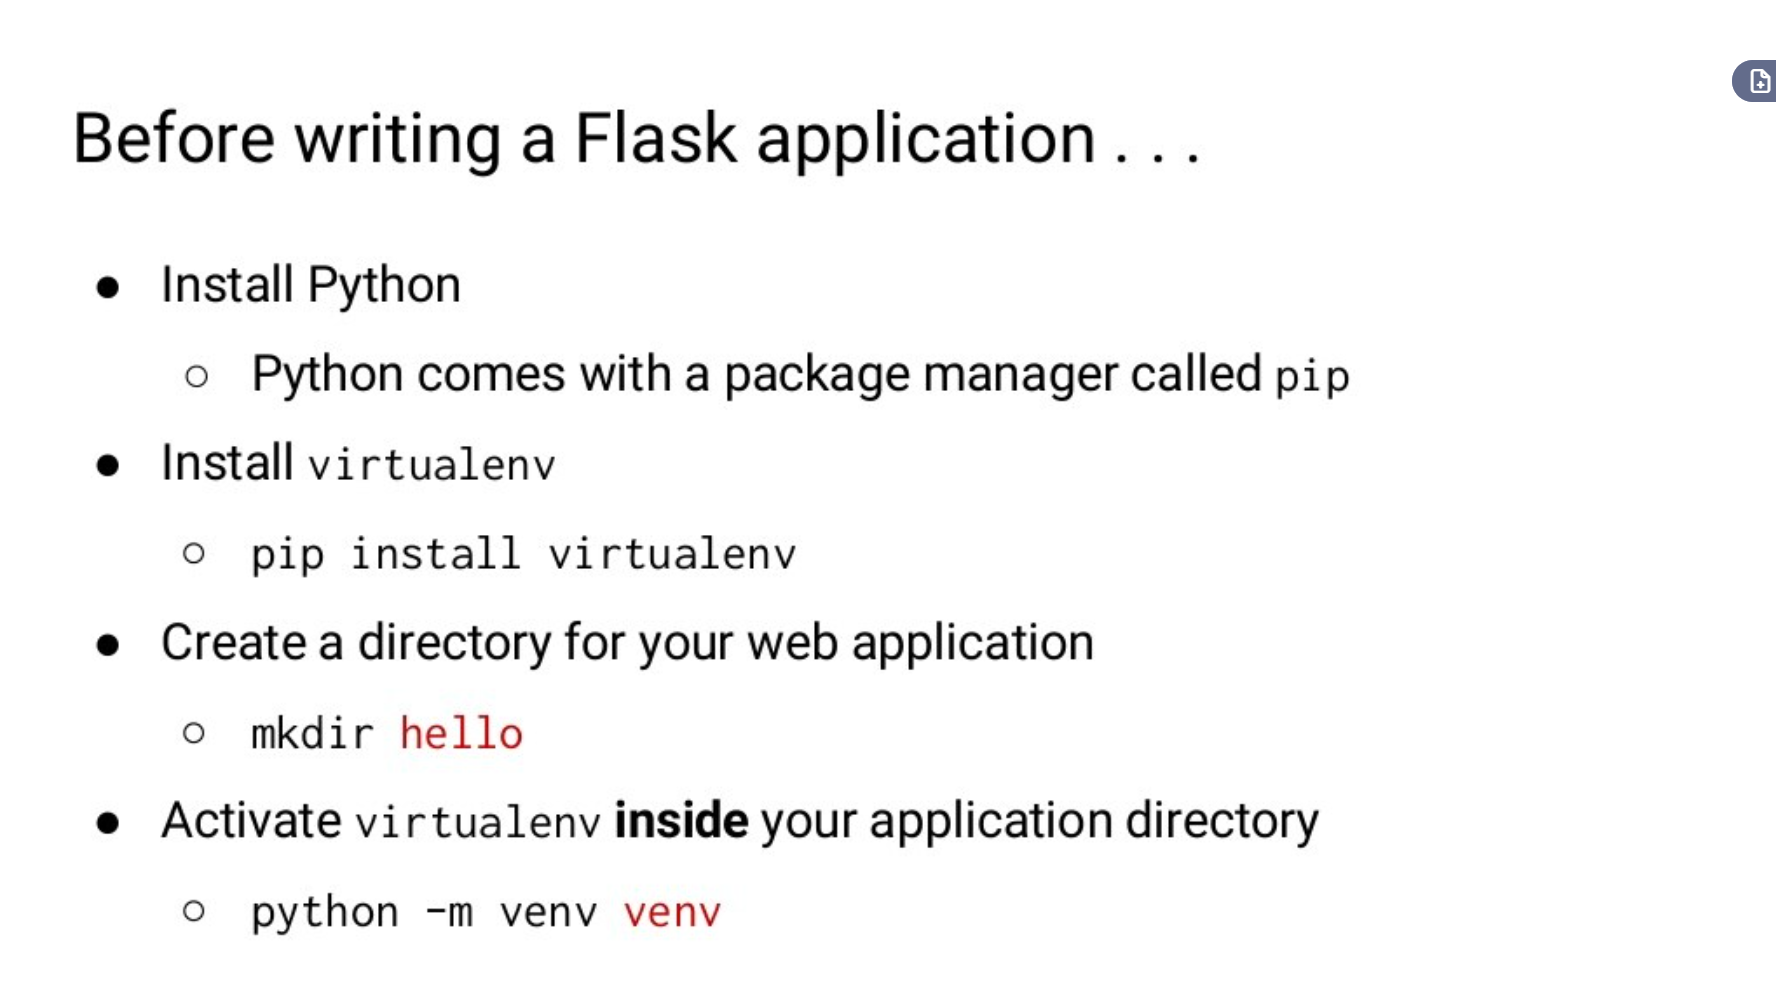 Before writing a Flask application . . .
● Install Python
○ Python comes with a package manager called pip
● Install virtualenv
○ pip install virtualenv
● Create a directory for your web application
○ mkdir hello
● Activate virtualenv inside your application directory
○ python -m venv venv